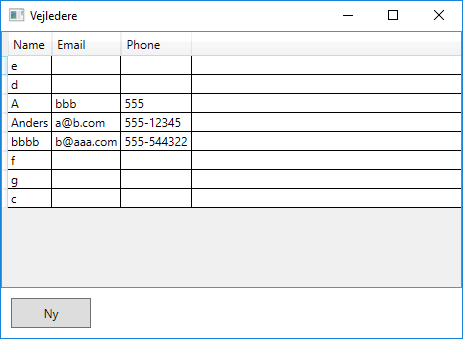 Vejledere
Name Email Phone
e
d
A bbb 555
Anders a@b.com 555-12345
bbbb b@aaa.com 555-544322
f
g
c
Ny